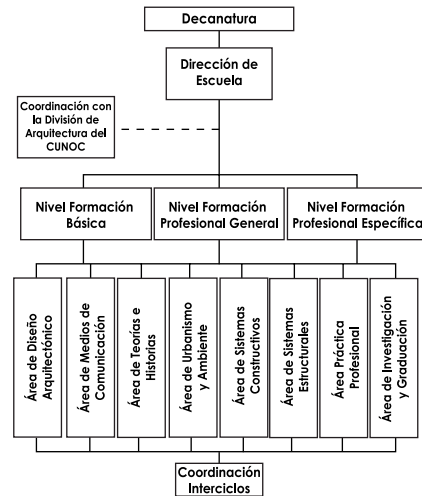 Decanatura
Dirección de
Escuela
Coordinación con
la División de
Arquitectura del
CUNOC
Nivel Formación
Básica
Nivel Formación
Profesional General
Nivel Formación
Profesional Específica
Área de Diseño
Arquitectónico
Área de Medios de
Comunicación
Área de Teorías e
Historias
Área de Urbanismo
y Ambiente
Área de Sistemas
Constructivos
Área de Sistemas
Estructurales
Área Práctica
Profesional
Área de Investigación
y Graduación
Coordinación
Interciclos